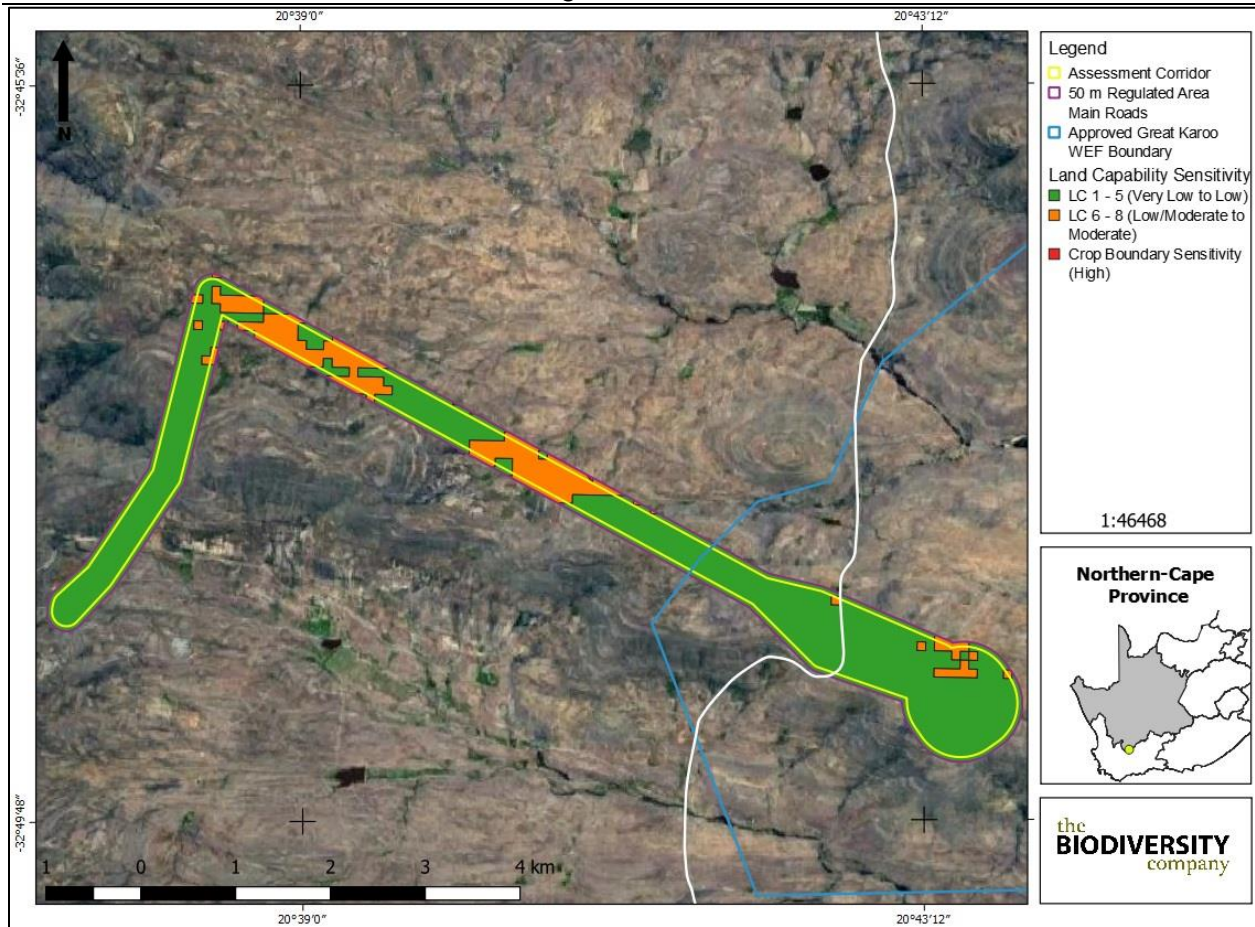 20°39'0"
20°43'12"
-32°45'36"
N
Legend
Assessment Corridor
50 m Regulated Area
Main Roads
Approved Great Karoo
WEF Boundary
Land Capability Sensitivity
LC 1 - 5 (Very Low to Low)
LC 6 - 8 (Low/Moderate to
Moderate)
Crop Boundary Sensitivity
(High)
1:46468
Northern-Cape
Province
-32°49'48"
1 0 1 2 3 4 km
the
BIODIVERSITY
company
20°39'0"
20°43'12"